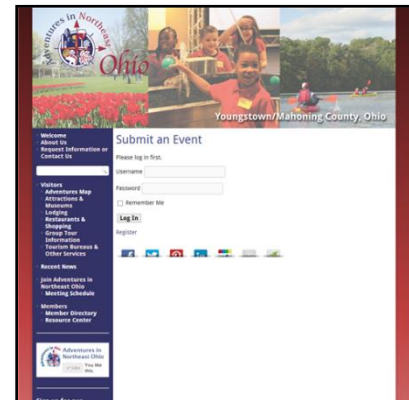 Adventures in Northeast
Ohio
Youngstown/Mahoning County, Ohio
Welcome
About Us
Request Information or
Contact Us
Visitors
Adventures Map
Attractions &
Museums
Lodging
Restaurants &
Shopping
Group Tour
Information
Tourism Bureaus &
Other Services
Recent News
Join Adventures in
Northeast Ohio
Meeting Schedule
Members
Member Directory
Resource Center
Adventures in
Northeast Ohio
You like
this.
Submit an Event
Please log in first.
Username
Password
Remember Me
Log In
Register